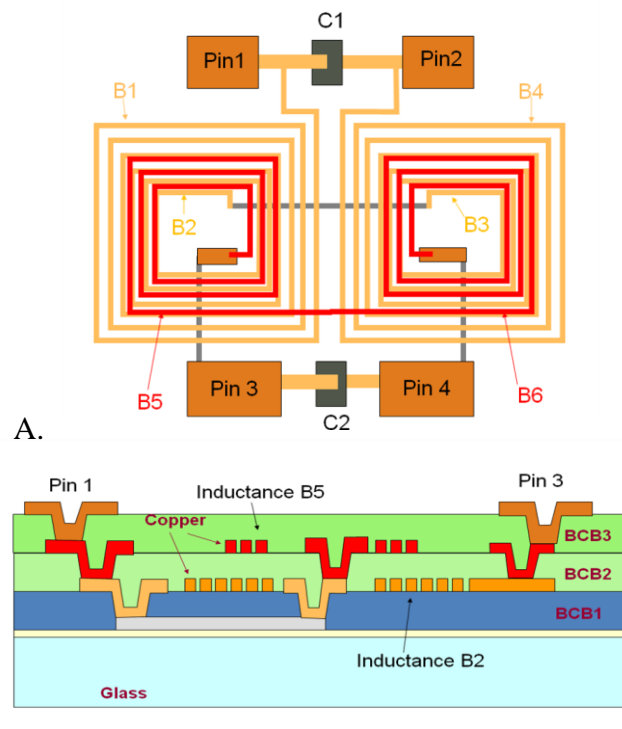 C1
Pin1
Pin2
B1
B4
B2
B3
B5
Pin 3
Pin 4
B6
C2
A.
Pin 1
Pin 3
Inductance B5
Copper
BCB3
BCB2
BCB1
Inductance B2
Glass